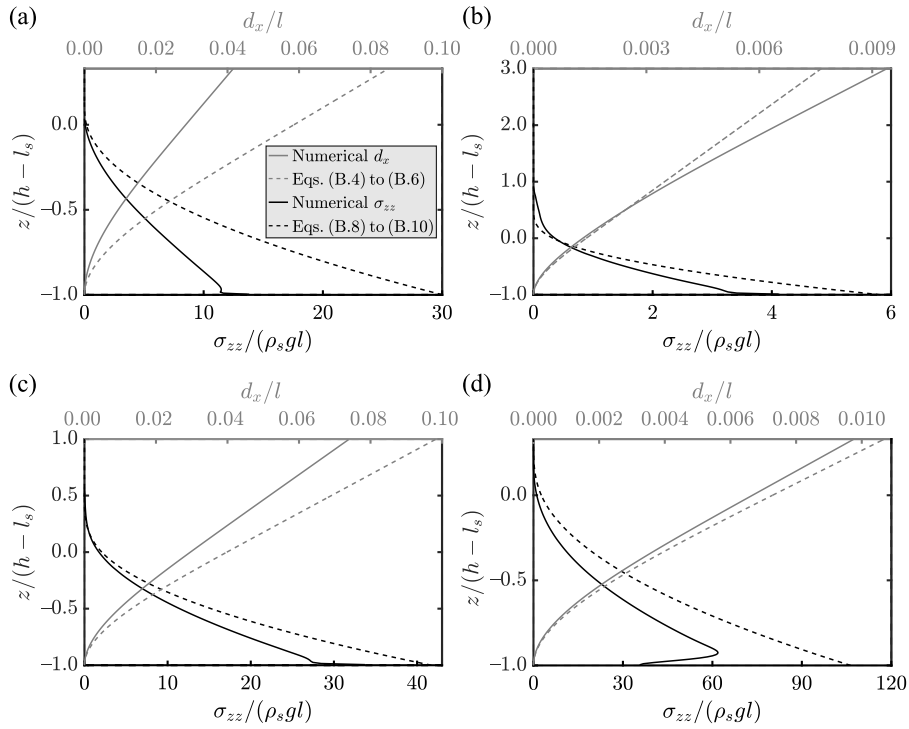 (a)
d_x/l
0.00 0.02 0.04 0.06 0.08 0.10
z/(h − l_s)
0.0
−0.5
−1.0
Numerical d_x
Eqs. (B.4) to (B.6)
Numerical σ_zz
Eqs. (B.8) to (B.10)
0 10 20 30
σ_zz/(ρ_s gl)
(b)
d_x/l
0.000 0.003 0.006 0.009
z/(h − l_s)
3.0
2.0
1.0
0.0
−1.0
0 2 4 6
σ_zz/(ρ_s gl)
(c)
d_x/l
0.00 0.02 0.04 0.06 0.08 0.10
z/(h − l_s)
1.0
0.5
0.0
−0.5
−1.0
0 10 20 30 40
σ_zz/(ρ_s gl)
(d)
d_x/l
0.000 0.002 0.004 0.006 0.008 0.010
z/(h − l_s)
0.0
−0.5
−1.0
0 30 60 90 120
σ_zz/(ρ_s gl)